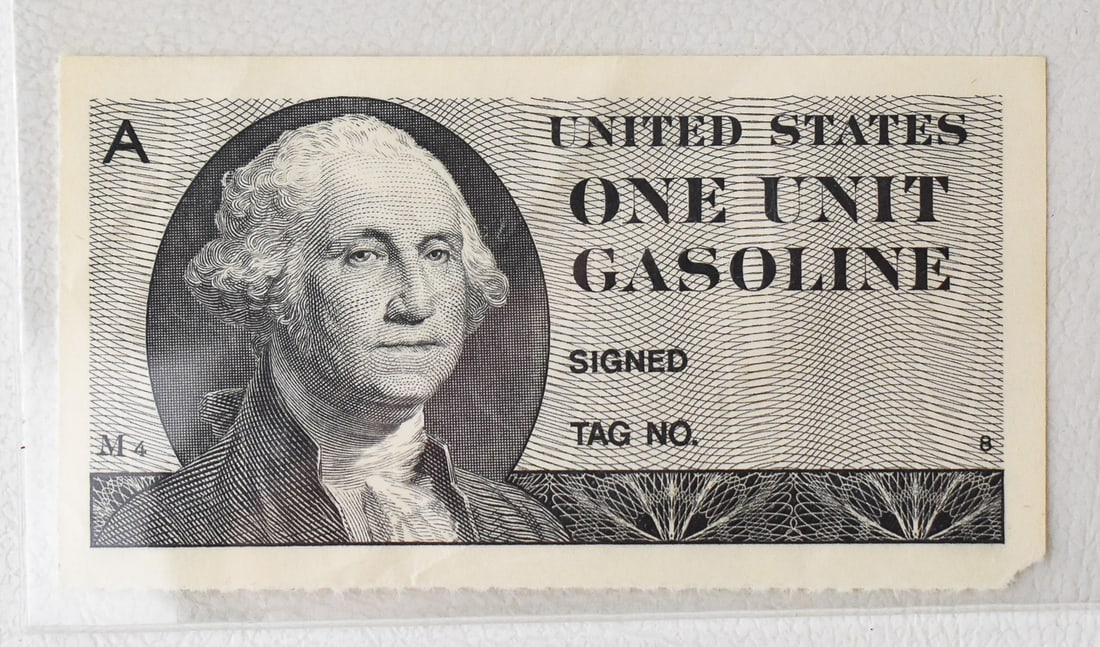 A
UNITED STATES
ONE UNIT
GASOLINE
SIGNED
TAG NO.
M 4
8